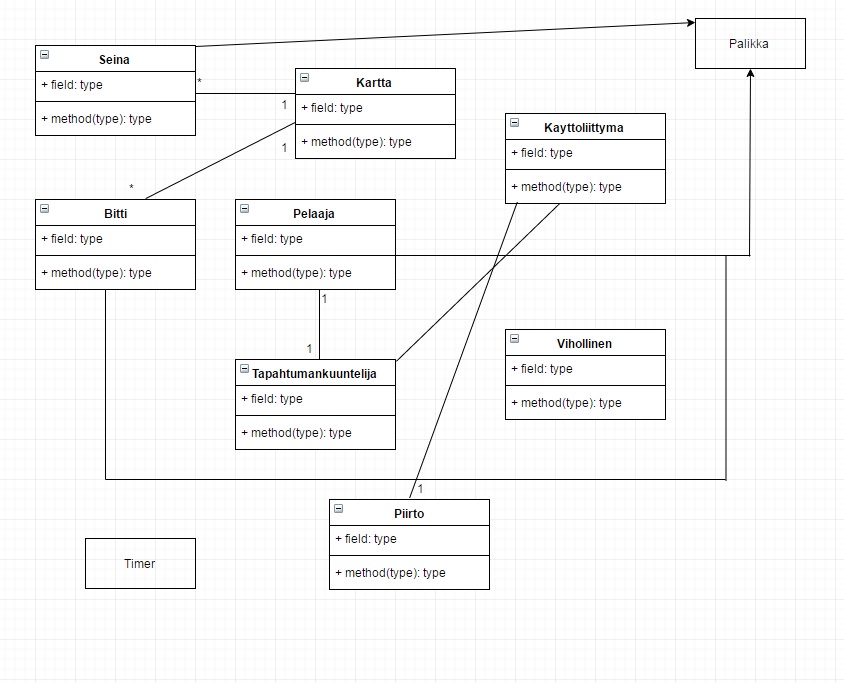 Palikka
Seina
+ field: type
+ method(type): type
*
1
Kartta
+ field: type
+ method(type): type
1
*
Kayttoliittyma
+ field: type
+ method(type): type
Bitti
+ field: type
+ method(type): type
Pelaaja
+ field: type
+ method(type): type
1
1
Tapahtumankuuntelija
+ field: type
+ method(type): type
Vihollinen
+ field: type
+ method(type): type
1
Piirto
+ field: type
+ method(type): type
Timer